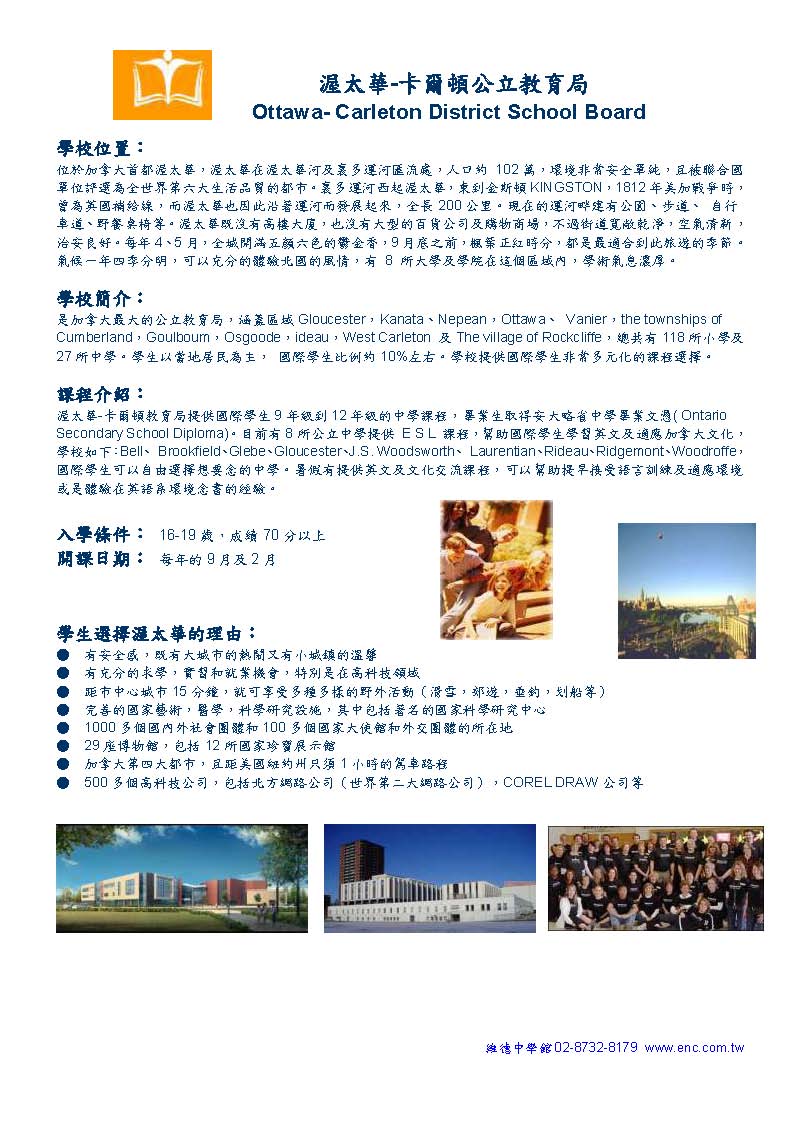 渥太華-卡爾頓公立教育局
Ottawa- Carleton District School Board
學校位置：
位於加拿大首都渥太華，渥太華在渥太華河及裏多運河匯流處，人口約 102 萬，環境非常安全單純，且被聯合國
單位評選為全世界第六大生活品質的都市。裏多運河西起渥太華，東到金斯頓 KINGSTON，1812 年美加戰爭時，
曾為英國補給線，而渥太華也因此沿著運河而發展起來，全長 200 公里。現在的運河畔建有公園、步道、 自行
車道、野餐桌椅等。渥太華既沒有高樓大廈，也沒有大型的百貨公司及購物商場，不過街道寬敞乾淨，空氣清新，
治安良好。每年 4、5 月，全城開滿五顏六色的鬱金香，9 月底之前，楓葉正紅時分，都是最適合到此旅遊的季節。
氣候一年四季分明，可以充分的體驗北國的風情，有 8 所大學及學院在這個區域內，學術氣息濃厚。
學校簡介：
是加拿大最大的公立教育局，涵蓋區域 Gloucester，Kanata、Nepean，Ottawa、 Vanier，the townships of
Cumberland，Goulboum，Osgoode，ideau，West Carleton 及 The village of Rockcliffe，總共有 118 所小學及
27 所中學。學生以當地居民為主， 國際學生比例約 10%左右。學校提供國際學生非常多元化的課程選擇。
課程介紹：
渥太華-卡爾頓教育局提供國際學生 9 年級到 12 年級的中學課程，畢業生取得安大略省中學畢業文憑( Ontario
Secondary School Diploma)。目前有 8 所公立中學提供 E S L 課程，幫助國際學生學習英文及適應加拿大文化，
學校如下:Bell、 Brookfield、Glebe、Gloucester、J.S. Woodsworth、 Laurentian、Rideau、Ridgemont、Woodroffe，
國際學生可以自由選擇想要念的中學。暑假有提供英文及文化交流課程，可以幫助提早接受語言訓練及適應環境
或是體驗在英語系環境念書的經驗。
入學條件： 16-19 歲，成績 70 分以上
開課日期： 每年的 9 月及 2 月
學生選擇渥太華的理由：
● 有安全感，既有大城市的熱鬧又有小城鎮的溫馨
● 有充分的求學，實習和就業機會，特別是在高科技領域
● 距市中心城市 15 分鐘，就可享受多種多樣的野外活動（滑雪，郊遊，垂釣，划船等）
● 完善的國家藝術，醫學，科學研究設施，其中包括著名的國家科學研究中心
● 1000 多個國內外社會團體和 100 多個國家大使館和外交團體的所在地
● 29 座博物館，包括 12 所國家珍寶展示館
● 加拿大第四大都市，且距美國紐約州只須 1 小時的駕車路程
● 500 多個高科技公司，包括北方網路公司（世界第二大網路公司），COREL DRAW 公司等
維德中學館 02-8732-8179 www.enc.com.tw